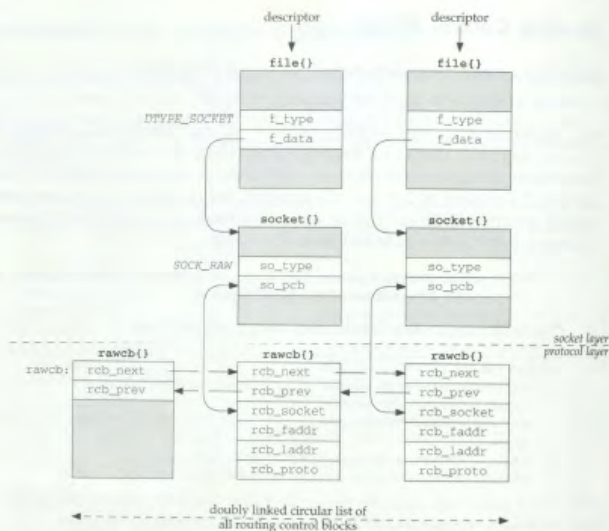 descriptor descriptor
file{} file{}
DTYPE_SOCKET f_type f_type
f_data f_data
socket{} socket{}
SOCK_RAW so_type so_type
so_pcb so_pcb
socket layer
protocol layer
rawcb{} rawcb{} rawcb{}
rawcb: rcb_next rcb_next rcb_next
rcb_prev rcb_prev rcb_prev
rcb_socket rcb_socket
rcb_faddr rcb_faddr
rcb_laddr rcb_laddr
rcb_proto rcb_proto
doubly linked circular list of
all routing control blocks